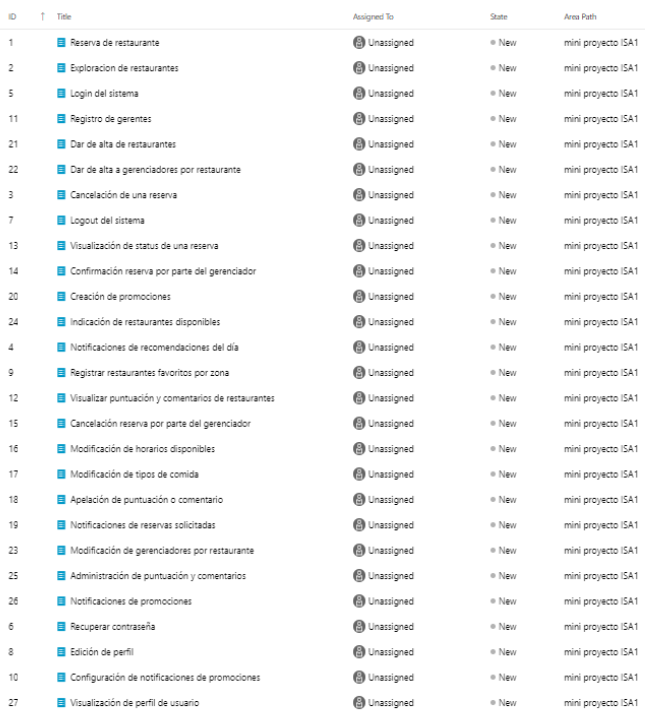 ID ↑ Title Assigned To State Area Path
1 Reserva de restaurante Unassigned New mini proyecto ISA1
2 Exploracion de restaurantes Unassigned New mini proyecto ISA1
5 Login del sistema Unassigned New mini proyecto ISA1
11 Registro de gerentes Unassigned New mini proyecto ISA1
21 Dar de alta de restaurantes Unassigned New mini proyecto ISA1
22 Dar de alta a gerenciadores por restaurante Unassigned New mini proyecto ISA1
3 Cancelación de una reserva Unassigned New mini proyecto ISA1
7 Logout del sistema Unassigned New mini proyecto ISA1
13 Visualización de status de una reserva Unassigned New mini proyecto ISA1
14 Confirmación reserva por parte del gerenciador Unassigned New mini proyecto ISA1
20 Creación de promociones Unassigned New mini proyecto ISA1
24 Indicación de restaurantes disponibles Unassigned New mini proyecto ISA1
4 Notificaciones de recomendaciones del día Unassigned New mini proyecto ISA1
9 Registrar restaurantes favoritos por zona Unassigned New mini proyecto ISA1
12 Visualizar puntuación y comentarios de restaurantes Unassigned New mini proyecto ISA1
15 Cancelación reserva por parte del gerenciador Unassigned New mini proyecto ISA1
16 Modificación de horarios disponibles Unassigned New mini proyecto ISA1
17 Modificación de tipos de comida Unassigned New mini proyecto ISA1
18 Apelación de puntuación o comentario Unassigned New mini proyecto ISA1
19 Notificaciones de reservas solicitadas Unassigned New mini proyecto ISA1
23 Modificación de gerenciadores por restaurante Unassigned New mini proyecto ISA1
25 Administración de puntuación y comentarios Unassigned New mini proyecto ISA1
26 Notificaciones de promociones Unassigned New mini proyecto ISA1
6 Recuperar contraseña Unassigned New mini proyecto ISA1
8 Edición de perfil Unassigned New mini proyecto ISA1
10 Configuración de notificaciones de promociones Unassigned New mini proyecto ISA1
27 Visualización de perfil de usuario Unassigned New mini proyecto ISA1